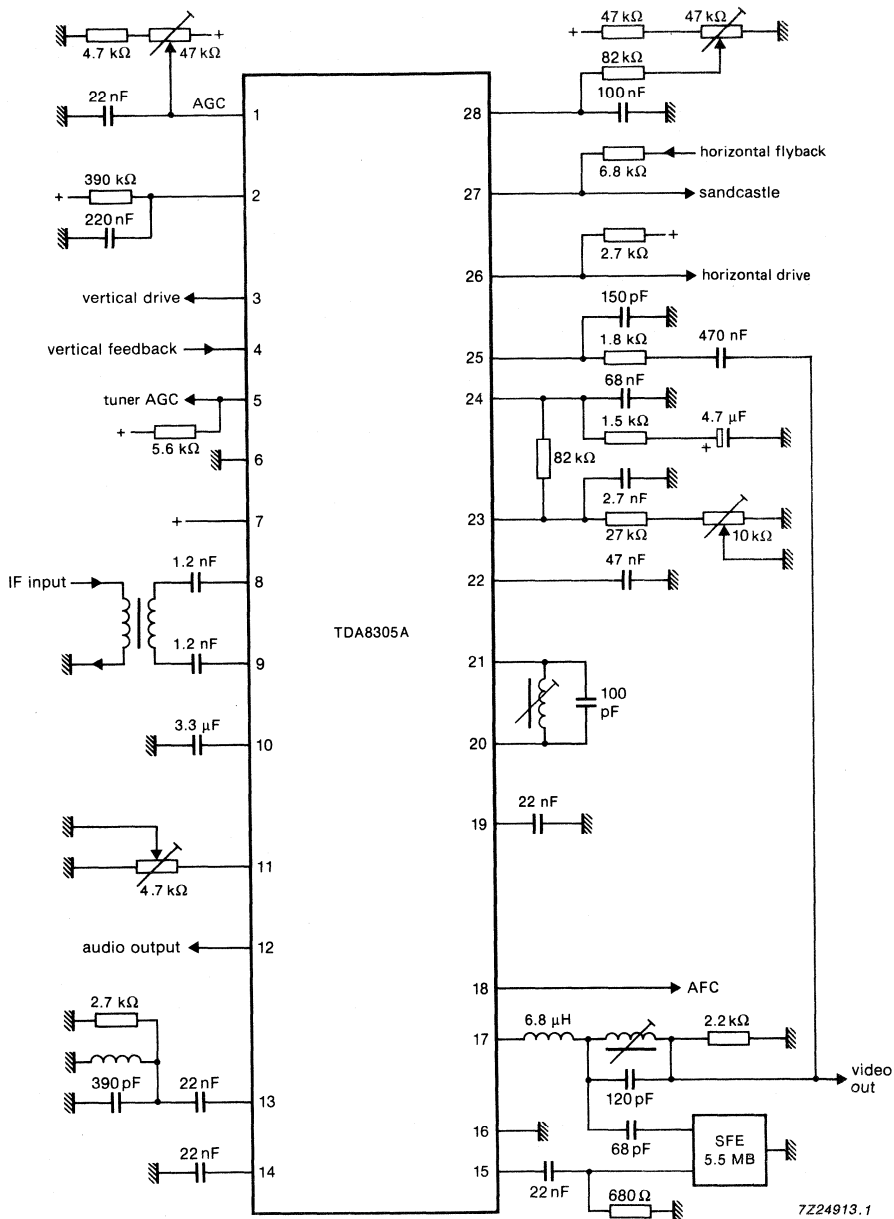 4.7 kΩ
47 kΩ
+
22 nF
AGC
1
390 kΩ
+
220 nF
2
vertical drive
3
vertical feedback
4
tuner AGC
5
+
5.6 kΩ
6
+
7
IF input
1.2 nF
8
1.2 nF
9
3.3 µF
10
4.7 kΩ
11
audio output
12
2.7 kΩ
390 pF
22 nF
13
22 nF
14
TDA8305A
47 kΩ
47 kΩ
+
82 kΩ
100 nF
28
horizontal flyback
6.8 kΩ
27
sandcastle
+
2.7 kΩ
26
horizontal drive
150 pF
470 nF
1.8 kΩ
25
68 nF
24
4.7 µF
1.5 kΩ
+
82 kΩ
2.7 nF
23
27 kΩ
10 kΩ
47 nF
22
21
100
pF
20
22 nF
19
18
AFC
6.8 µH
2.2 kΩ
17
video
out
120 pF
16
68 pF
SFE
5.5 MB
15
22 nF
680 Ω
7Z24913.1